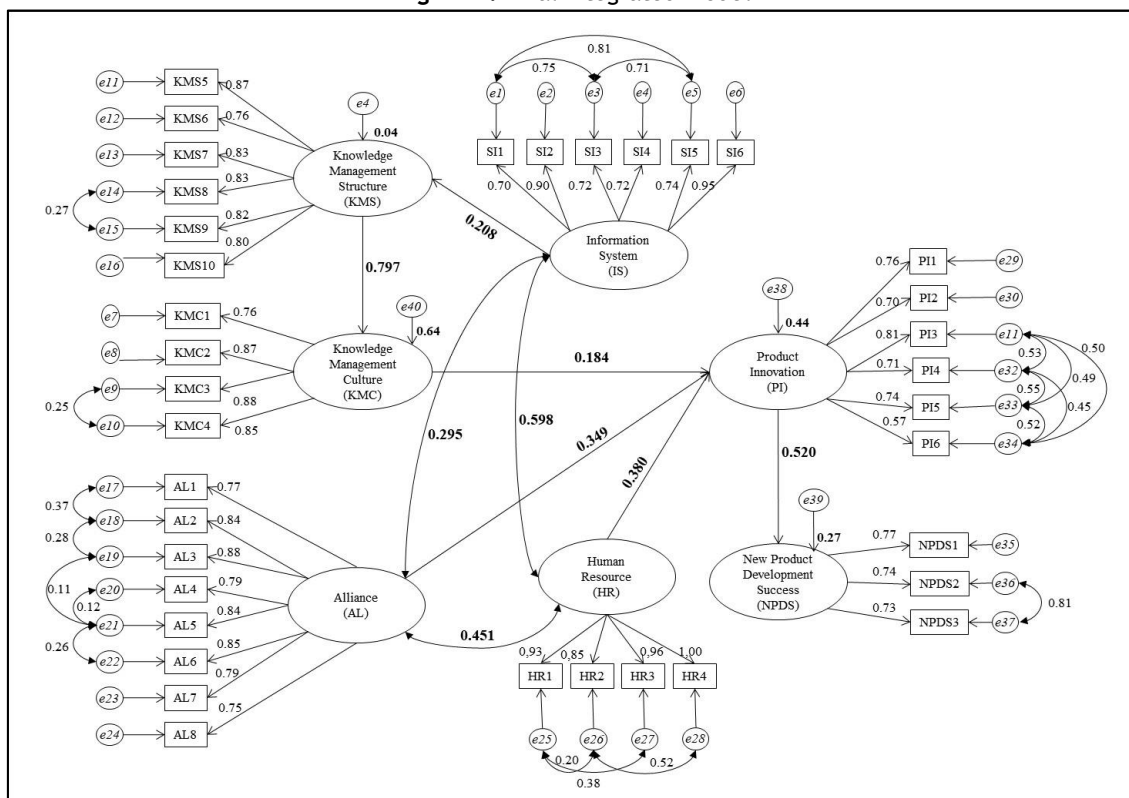 0.81
0.75
0.71
e11
KMS5
0.87
e12
KMS6
0.76
e13
KMS7
0.83
e14
KMS8
0.83
e15
KMS9
0.82
e16
KMS10
0.80
0.27
e4
0.04
Knowledge
Management
Structure
(KMS)
e1
e2
e3
e4
e5
e6
SI1
SI2
SI3
SI4
SI5
SI6
0.70
0.90
0.72
0.72
0.74
0.95
Information
System
(IS)
0.208
0.797
e7
KMC1
0.76
e8
KMC2
0.87
e9
KMC3
0.88
e10
KMC4
0.85
0.25
e40
0.64
Knowledge
Management
Culture
(KMC)
0.184
0.295
0.598
0.349
0.380
e38
0.44
Product
Innovation
(PI)
0.76
PI1
e29
0.70
PI2
e30
0.81
PI3
e11
0.71
PI4
e32
0.74
PI5
e33
0.57
PI6
e34
0.53
0.50
0.49
0.55
0.45
0.52
0.520
e17
AL1
0.77
e18
AL2
0.84
e19
AL3
0.88
e20
AL4
0.79
e21
AL5
0.84
e22
AL6
0.85
e23
AL7
0.79
e24
AL8
0.75
0.37
0.28
0.11
0.12
0.26
Alliance
(AL)
0.451
Human
Resource
(HR)
0,93
0,85
0,96
1,00
HR1
HR2
HR3
HR4
e25
e26
e27
e28
0.20
0.52
0.38
e39
0.27
New Product
Development
Success
(NPDS)
0.77
NPDS1
e35
0.74
NPDS2
e36
0.73
NPDS3
e37
0.81